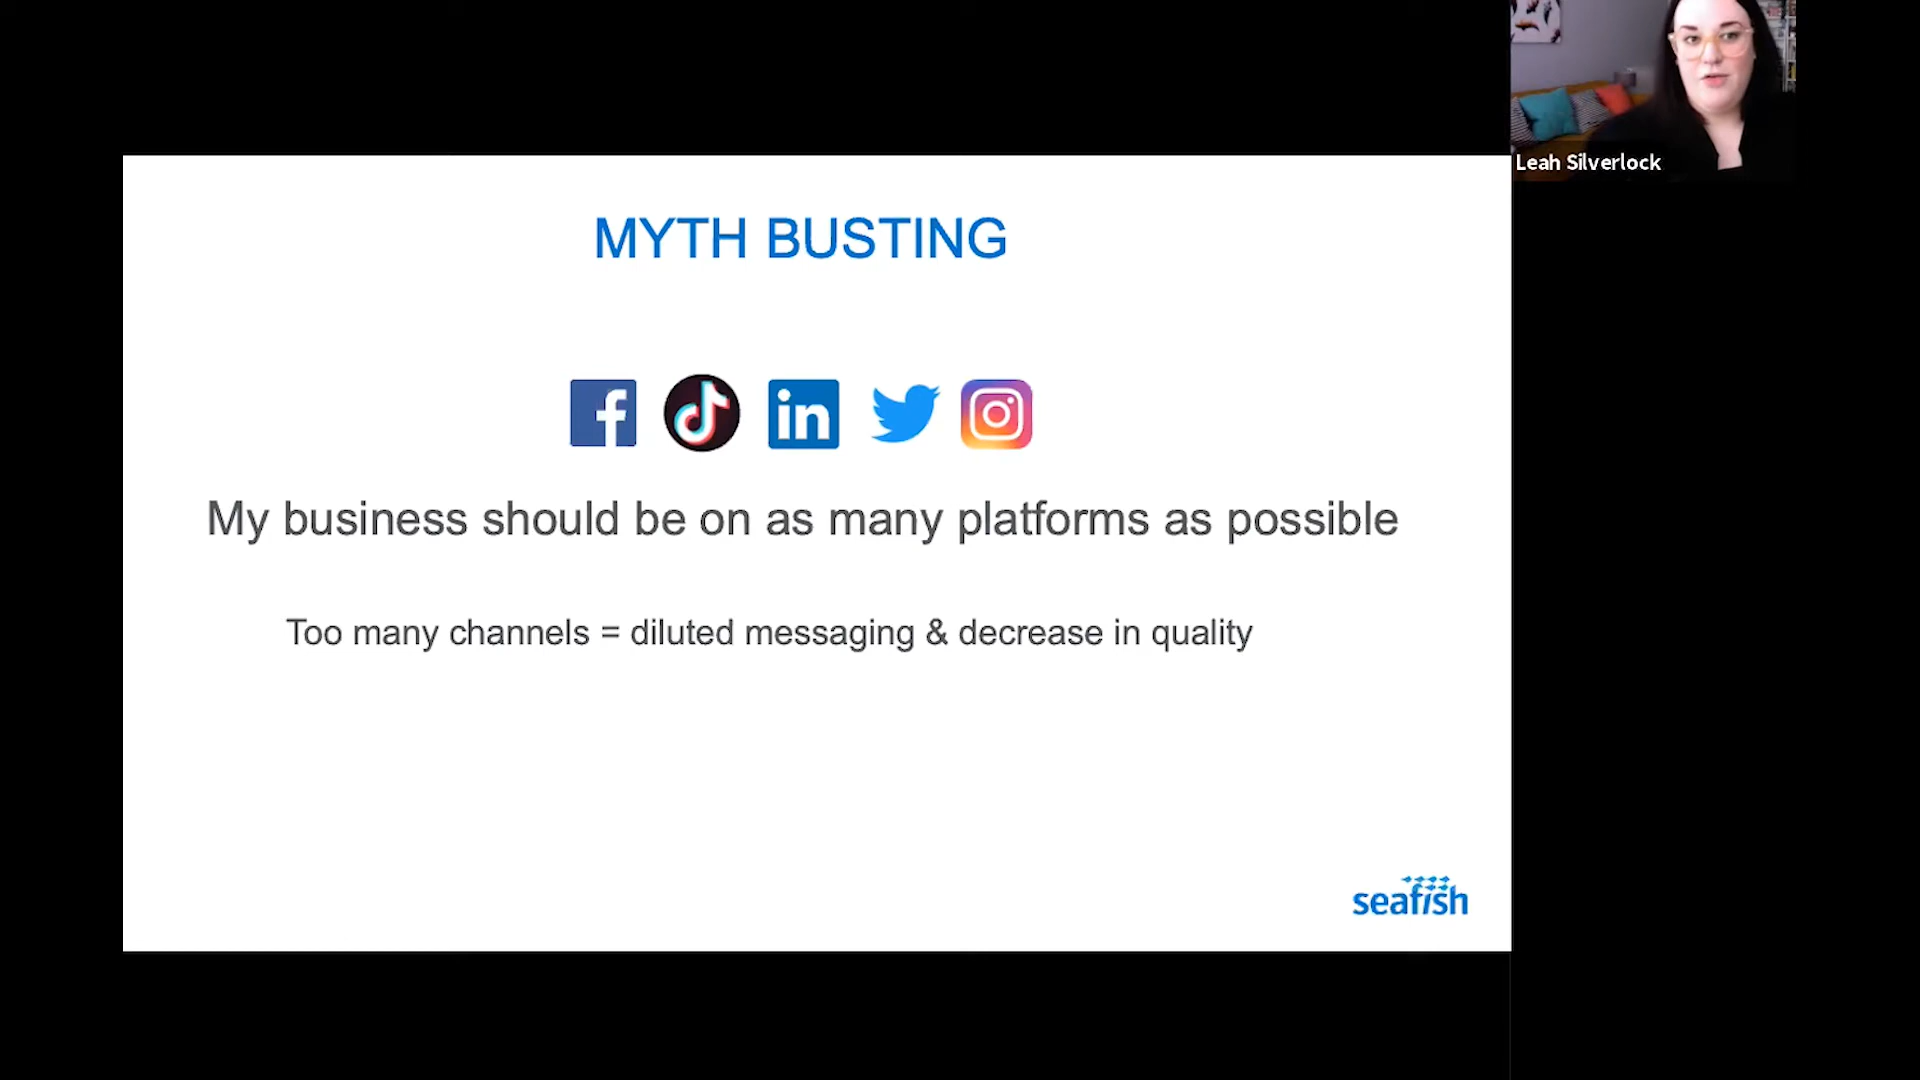 Leah Silverlock
MYTH BUSTING
My business should be on as many platforms as possible
Too many channels = diluted messaging & decrease in quality
seafish